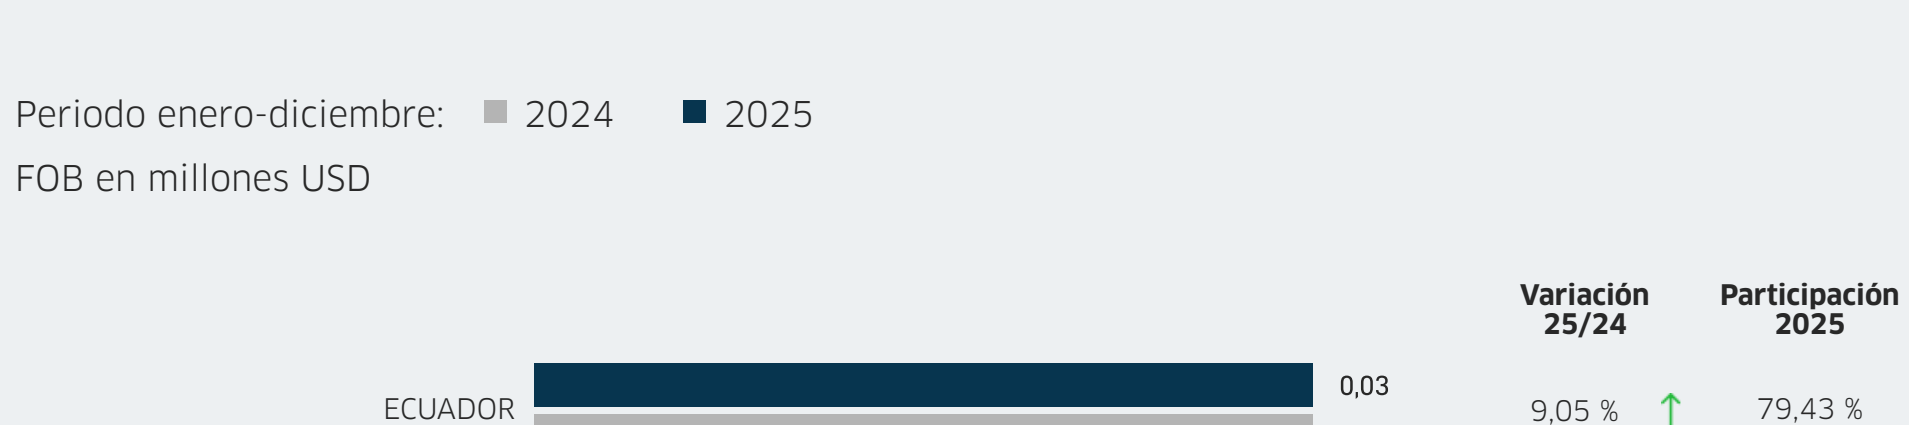 Periodo enero-diciembre: 2024 2025
FOB en millones USD
Variación 25/24
Participación 2025
ECUADOR 0,03 9,05 % 79,43 %